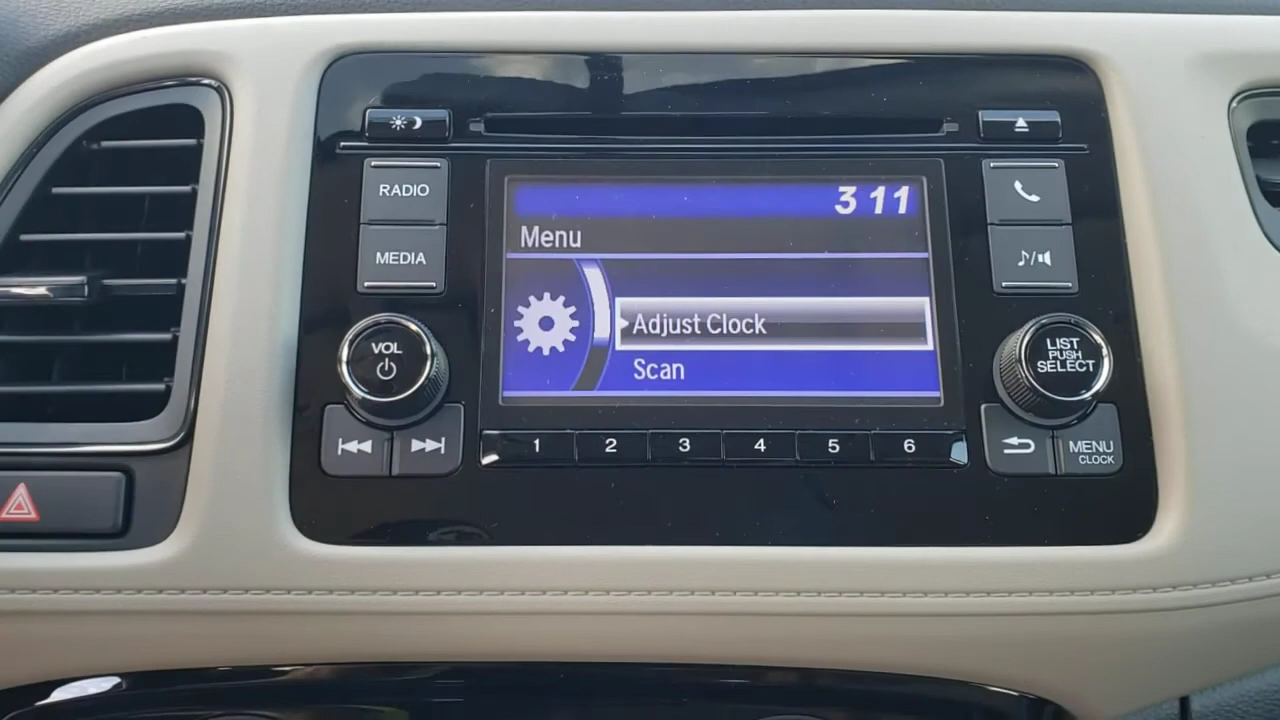 RADIO
MEDIA
VOL
3 11
Menu
Adjust Clock
Scan
LIST
PUSH
SELECT
1 2 3 4 5 6
MENU
CLOCK